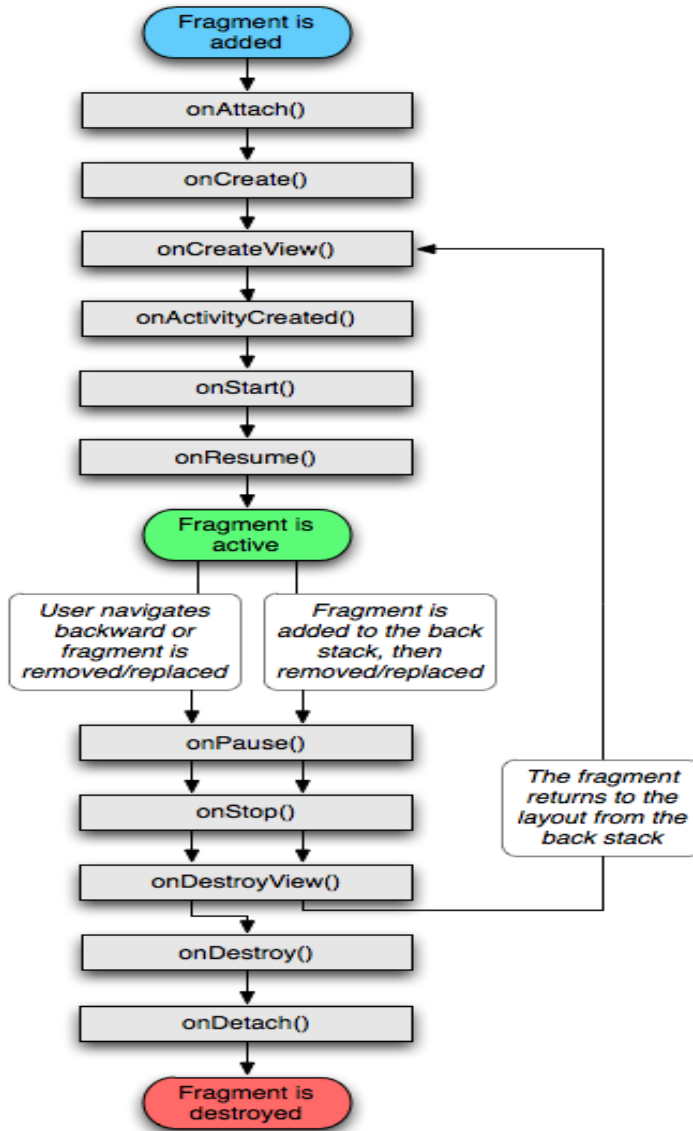 Fragment is
added
onAttach()
onCreate()
onCreateView()
onActivityCreated()
onStart()
onResume()
Fragment is
active
User navigates
backward or
fragment is
removed/replaced
Fragment is
added to the back
stack, then
removed/replaced
onPause()
onStop()
onDestroyView()
The fragment
returns to the
layout from the
back stack
onDestroy()
onDetach()
Fragment is
destroyed